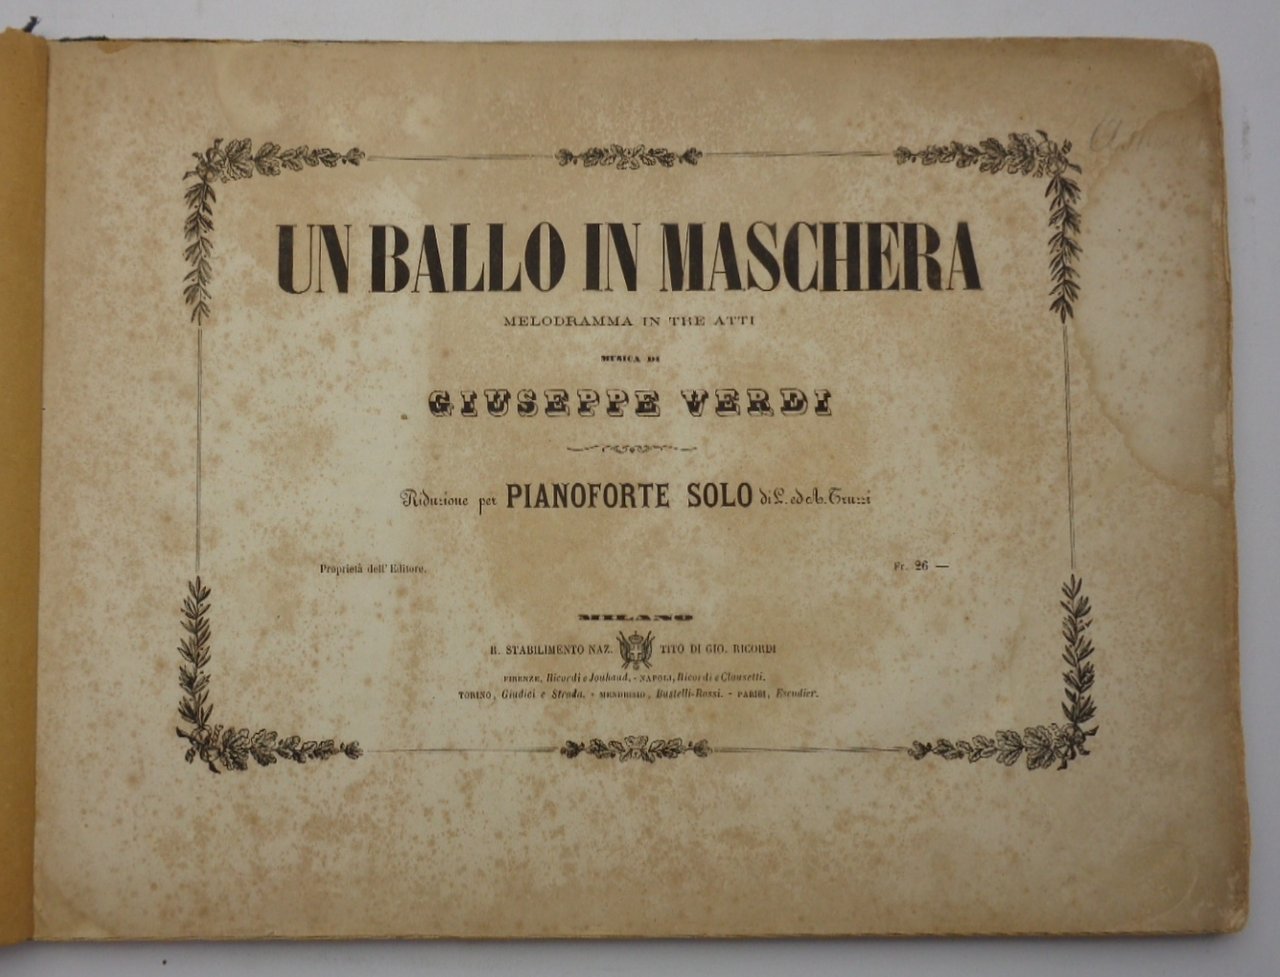 UN BALLO IN MASCHERA
MELODRAMMA IN TRE ATTI
MUSICA DI
GIUSEPPE VERDI
Riduzione per PIANOFORTE SOLO di L. ed A. Truzzi
Proprietà dell' Editore.
Fr. 26 —
MILANO
R. STABILIMENTO NAZ. TITO DI GIO. RICORDI
FIRENZE, Ricordi e Jouhaud. - NAPOLI, Ricordi e Clausetti.
TORINO, Giudici e Strada. - MENDRISIO, Bustelli-Rossi. - PARIGI, Escudier.